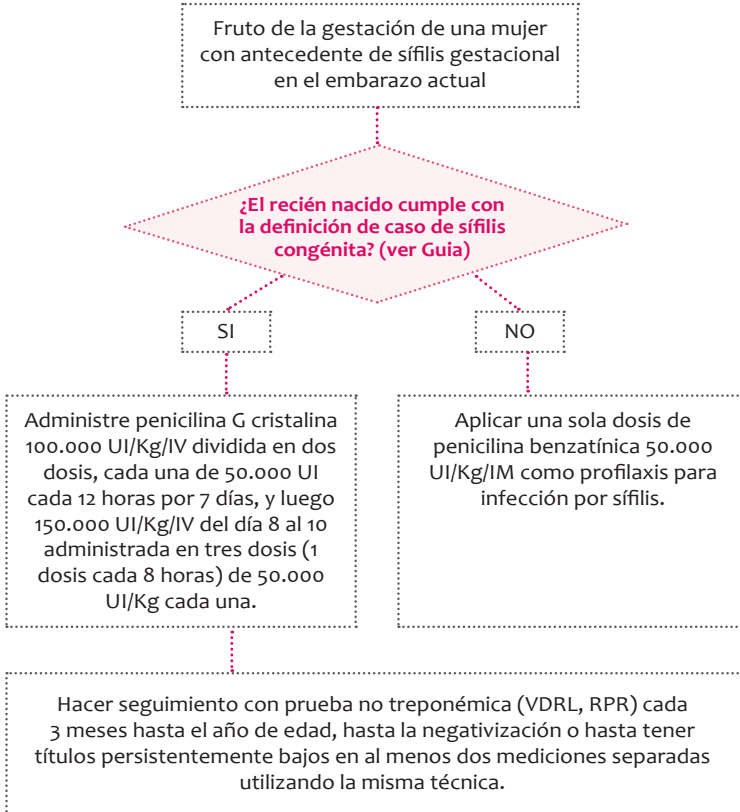 Fruto de la gestación de una mujer
con antecedente de sífilis gestacional
en el embarazo actual
¿El recién nacido cumple con
la definición de caso de sífilis
congénita? (ver Guia)
SI
NO
Administre penicilina G cristalina
100.000 UI/Kg/IV dividida en dos
dosis, cada una de 50.000 UI
cada 12 horas por 7 días, y luego
150.000 UI/Kg/IV del día 8 al 10
administrada en tres dosis (1
dosis cada 8 horas) de 50.000
UI/Kg cada una.
Aplicar una sola dosis de
penicilina benzatínica 50.000
UI/Kg/IM como profilaxis para
infección por sífilis.
Hacer seguimiento con prueba no treponémica (VDRL, RPR) cada
3 meses hasta el año de edad, hasta la negativización o hasta tener
títulos persistentemente bajos en al menos dos mediciones separadas
utilizando la misma técnica.